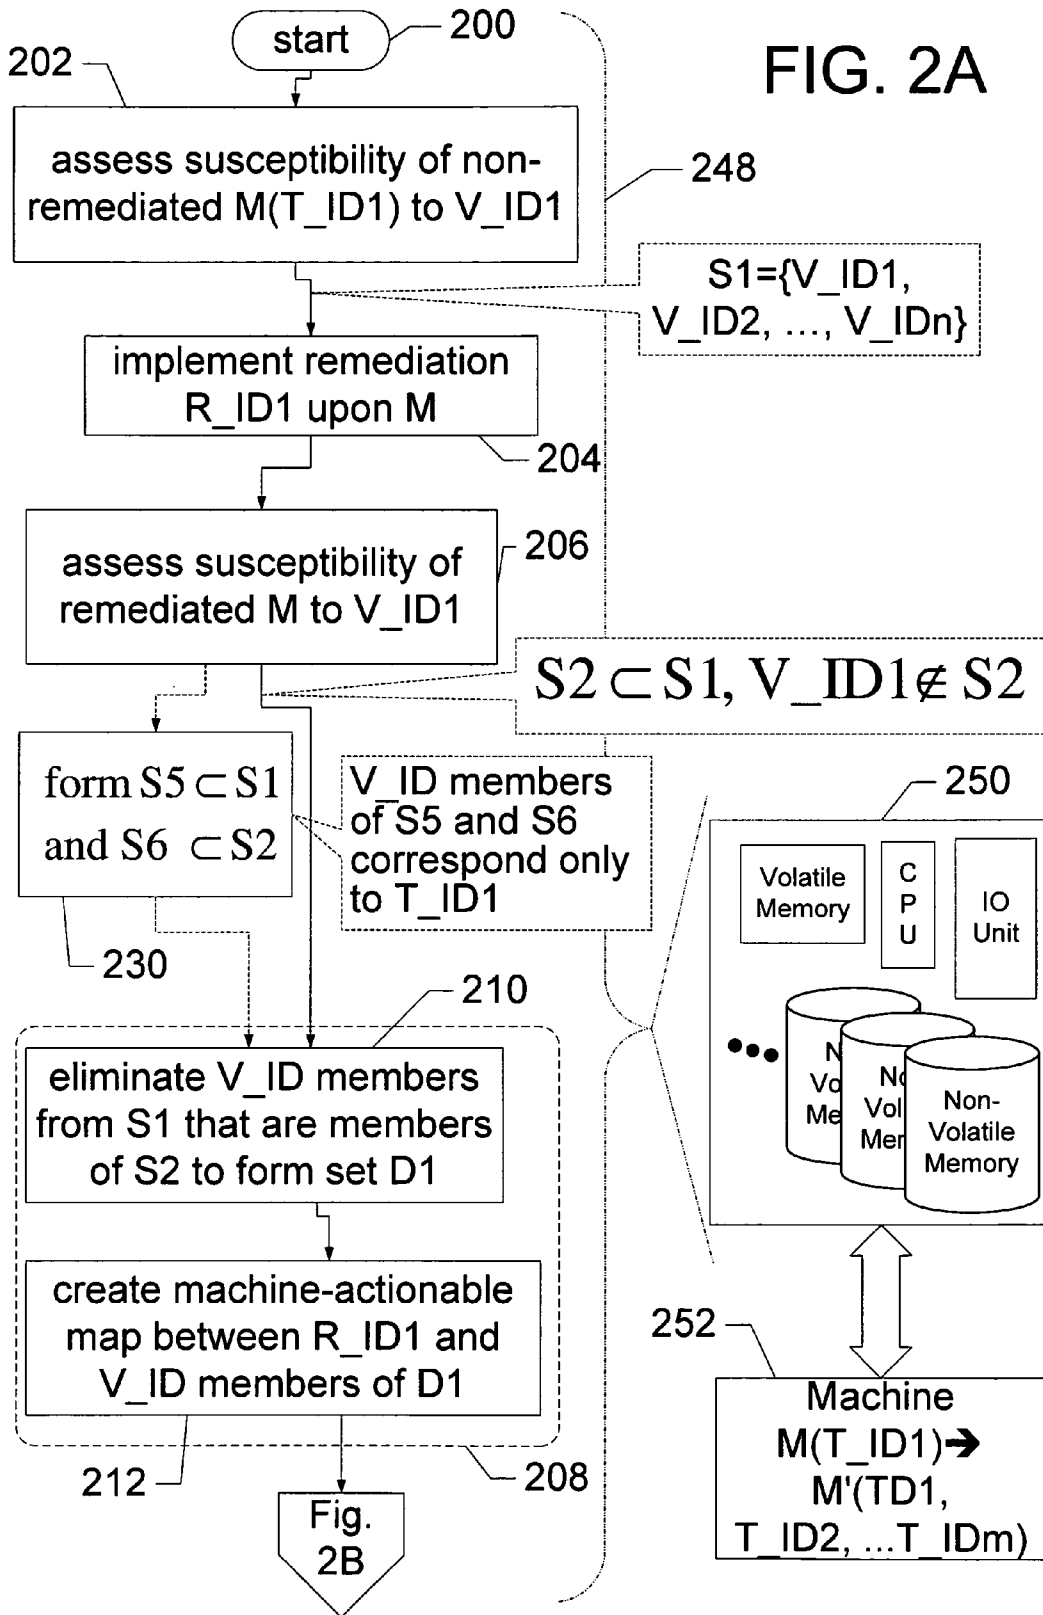 start
200
FIG. 2A
202
assess susceptibility of non-
remediated M(T_ID1) to V_ID1
248
S1={V_ID1,
V_ID2, ..., V_IDn}
implement remediation
R_ID1 upon M
204
assess susceptibility of
remediated M to V_ID1
206
S2 ⊂ S1, V_ID1 ∉ S2
form S5 ⊂ S1
and S6 ⊂ S2
230
V_ID members
of S5 and S6
correspond only
to T_ID1
250
Volatile
Memory
C
P
U
IO
Unit
Non-
Volatile
Memory
210
eliminate V_ID members
from S1 that are members
of S2 to form set D1
create machine-actionable
map between R_ID1 and
V_ID members of D1
212
208
Fig.
2B
252
Machine
M(T_ID1)➔
M'(TD1,
T_ID2, ...T_IDm)